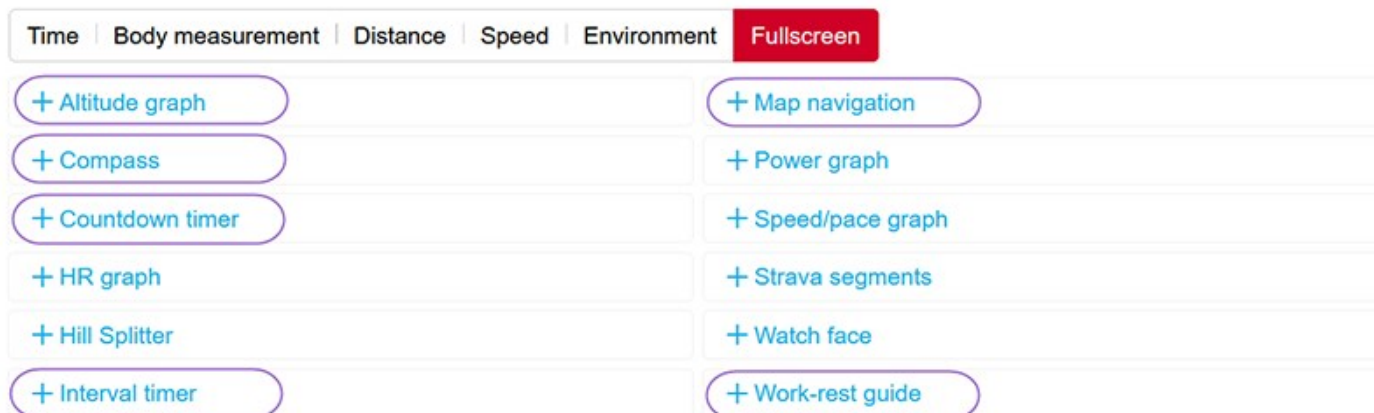 Time Body measurement Distance Speed Environment Fullscreen
+ Altitude graph
+ Compass
+ Countdown timer
+ HR graph
+ Hill Splitter
+ Interval timer
+ Map navigation
+ Power graph
+ Speed/pace graph
+ Strava segments
+ Watch face
+ Work-rest guide